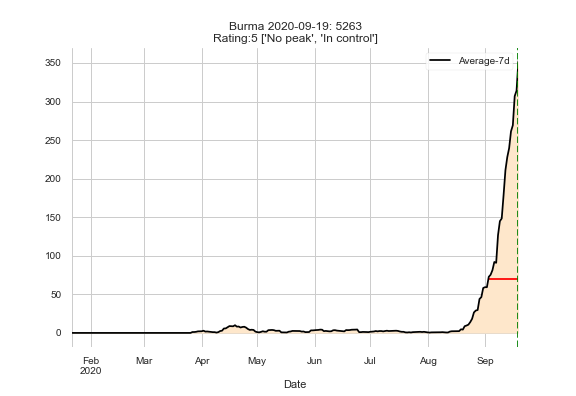 Burma 2020-09-19: 5263
Rating:5 ['No peak', 'In control']
Average-7d
350
300
250
200
150
100
50
0
Feb Mar Apr May Jun Jul Aug Sep
2020
Date